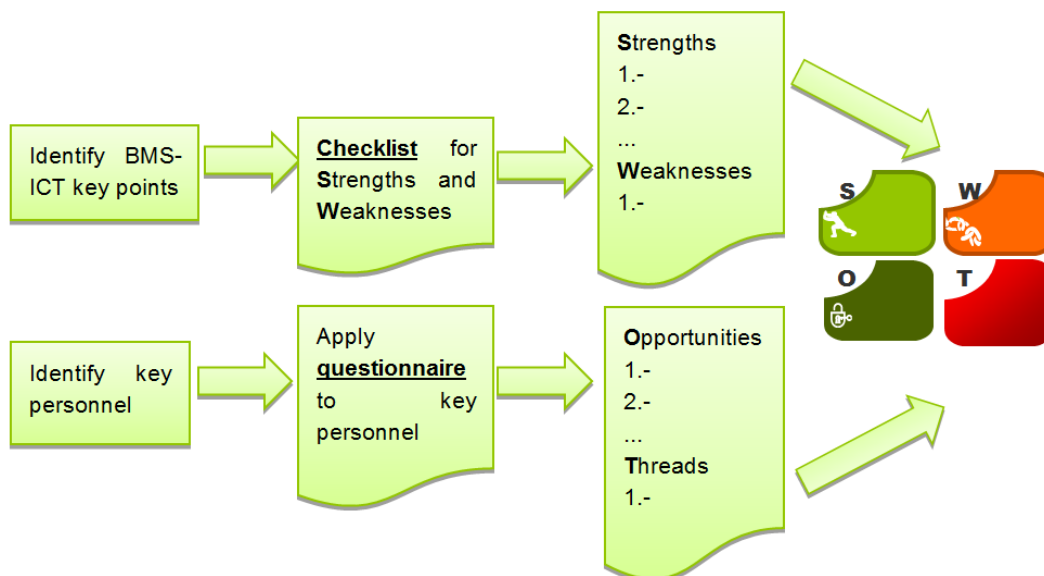 Identify BMS-
ICT key points
Checklist for
Strengths and
Weaknesses
Strengths
1.-
2.-
...
Weaknesses
1.-
S
W
O
T
Identify key
personnel
Apply
questionnaire
to key
personnel
Opportunities
1.-
2.-
...
Threads
1.-